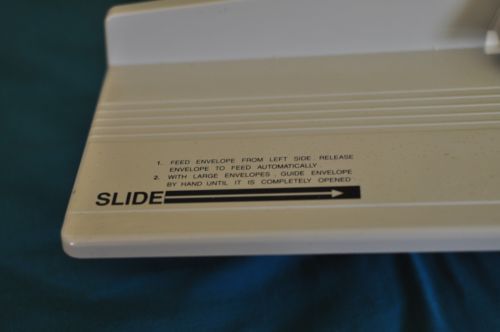 1. FEED ENVELOPE FROM LEFT SIDE. RELEASE
ENVELOPE TO FEED AUTOMATICALLY
2. WITH LARGE ENVELOPES, GUIDE ENVELOPE
BY HAND UNTIL IT IS COMPLETELY OPENED
SLIDE